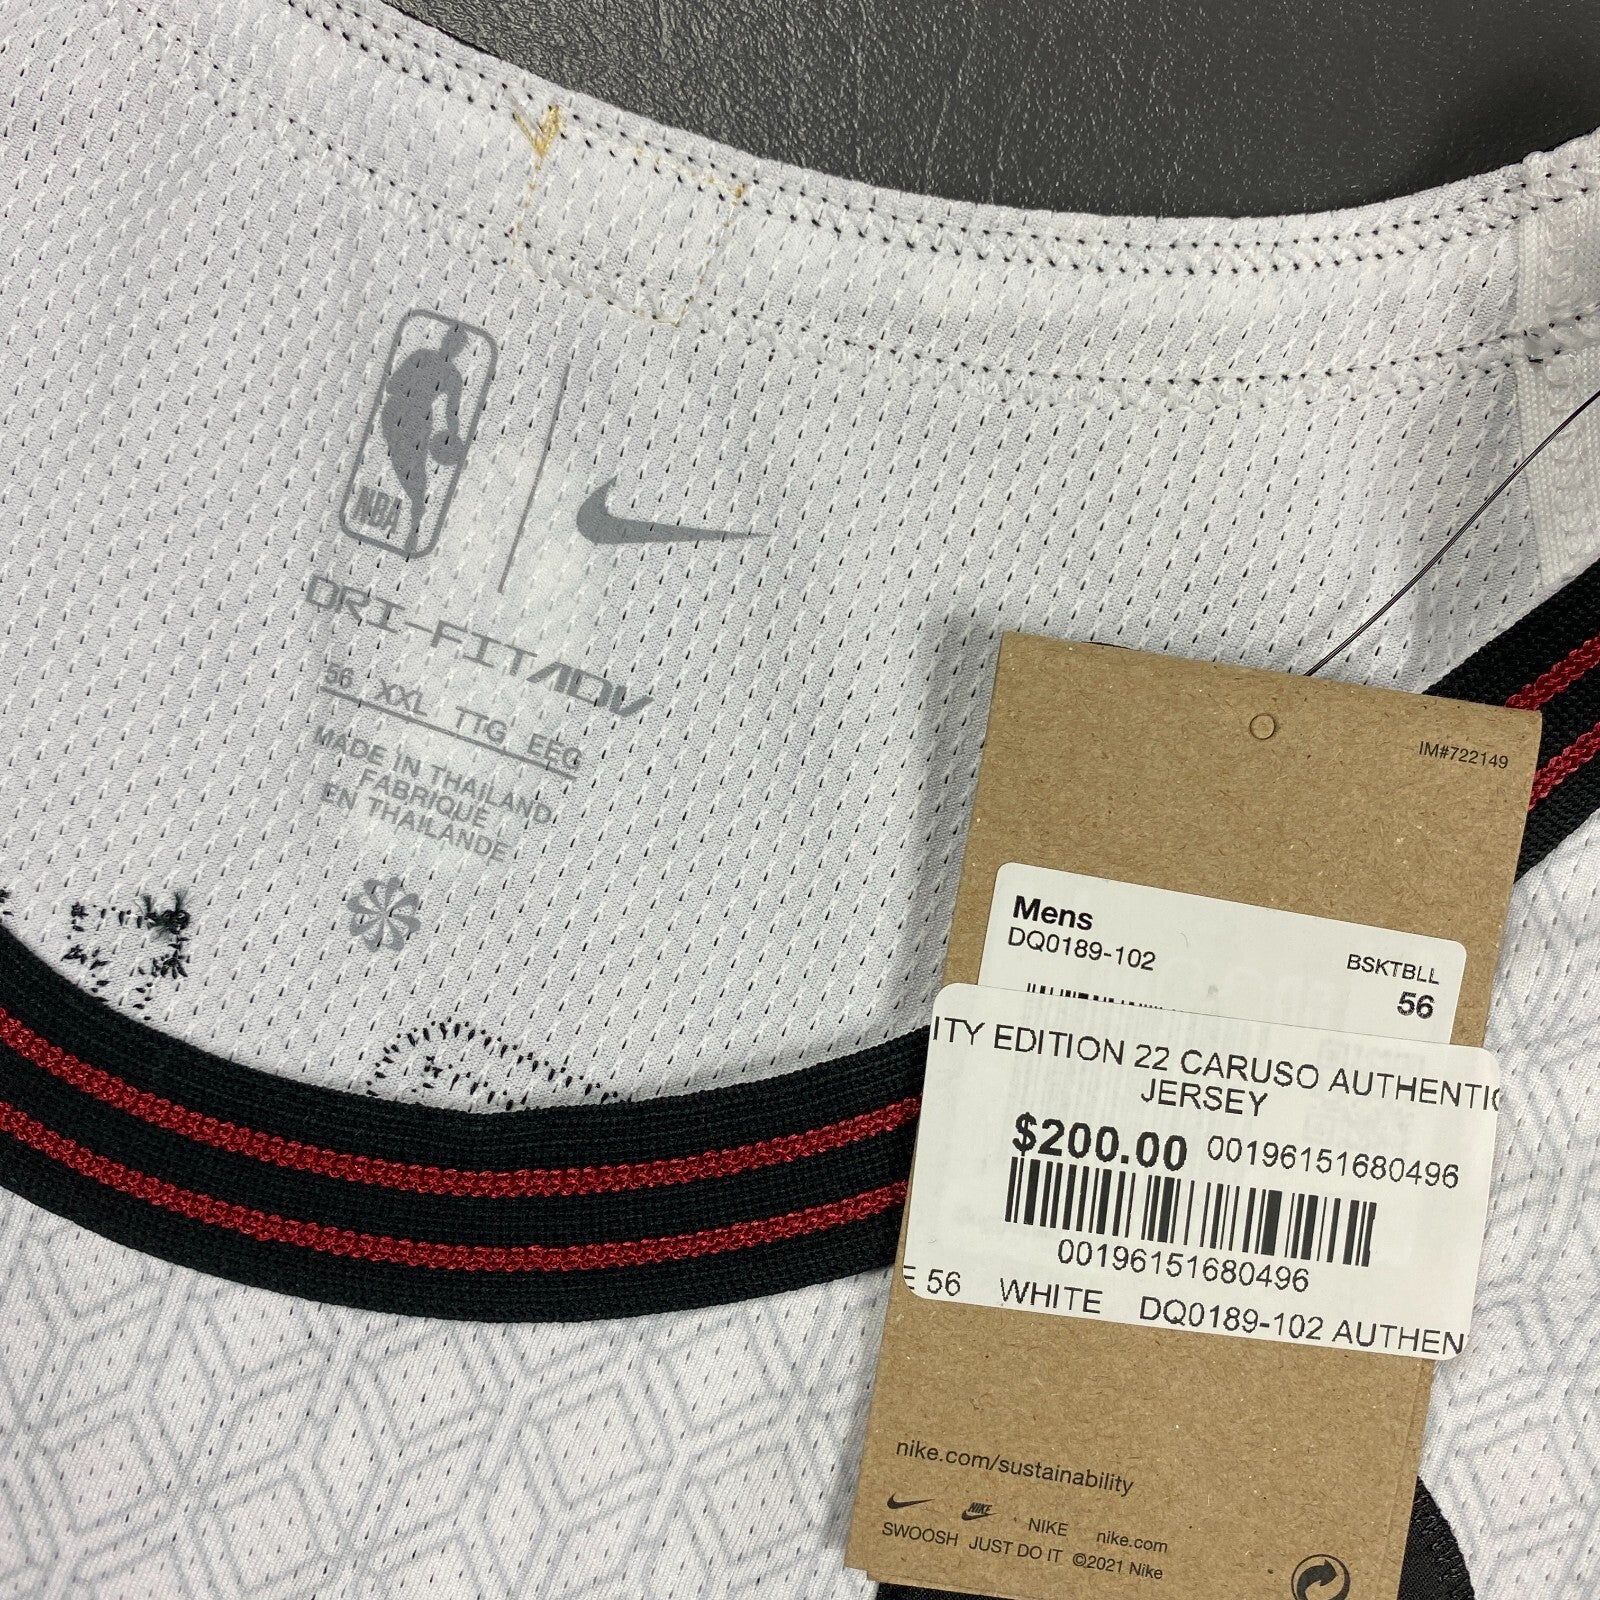 NBA
DRI-FIT ADV
56 XXL TTG EEG
MADE IN THAILAND
FABRIQUE
EN THAILANDE
IM#722149
Mens
DQ0189-102
BSKTBLL
56
ITY EDITION 22 CARUSO AUTHENTIC
JERSEY
$200.00 00196151680496
00196151680496
E 56 WHITE DQ0189-102 AUTHEN
nike.com/sustainability
NIKE NIKE nike.com
SWOOSH JUST DO IT ©2021 Nike